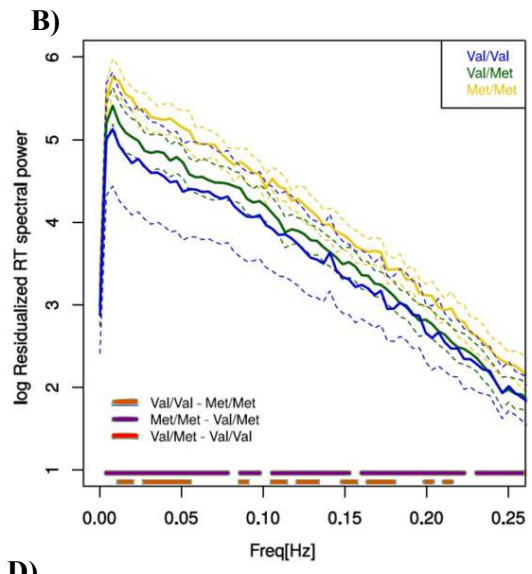 B)
6
5
4
3
2
1
log Residualized RT spectral power
Val/Val
Val/Met
Met/Met
Val/Val - Met/Met
Met/Met - Val/Met
Val/Met - Val/Val
0.00 0.05 0.10 0.15 0.20 0.25
Freq[Hz]
D)